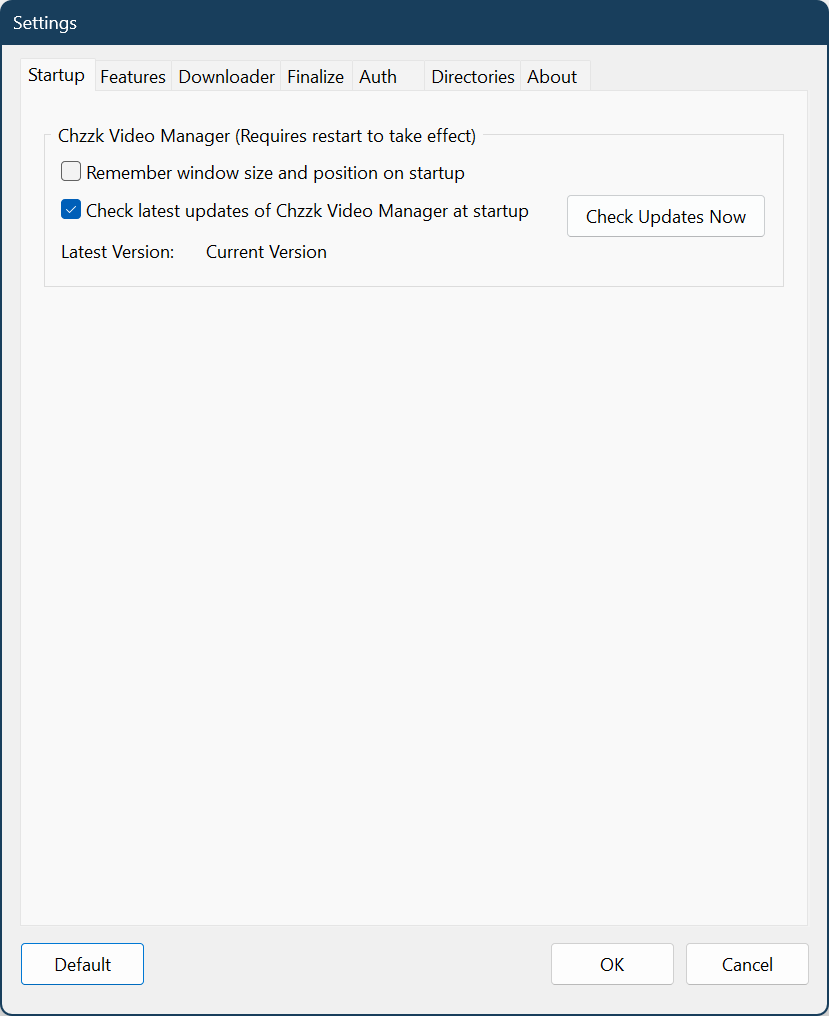 Settings
Startup Features Downloader Finalize Auth Directories About
Chzzk Video Manager (Requires restart to take effect)
Remember window size and position on startup
Check latest updates of Chzzk Video Manager at startup
Check Updates Now
Latest Version: Current Version
Default OK Cancel